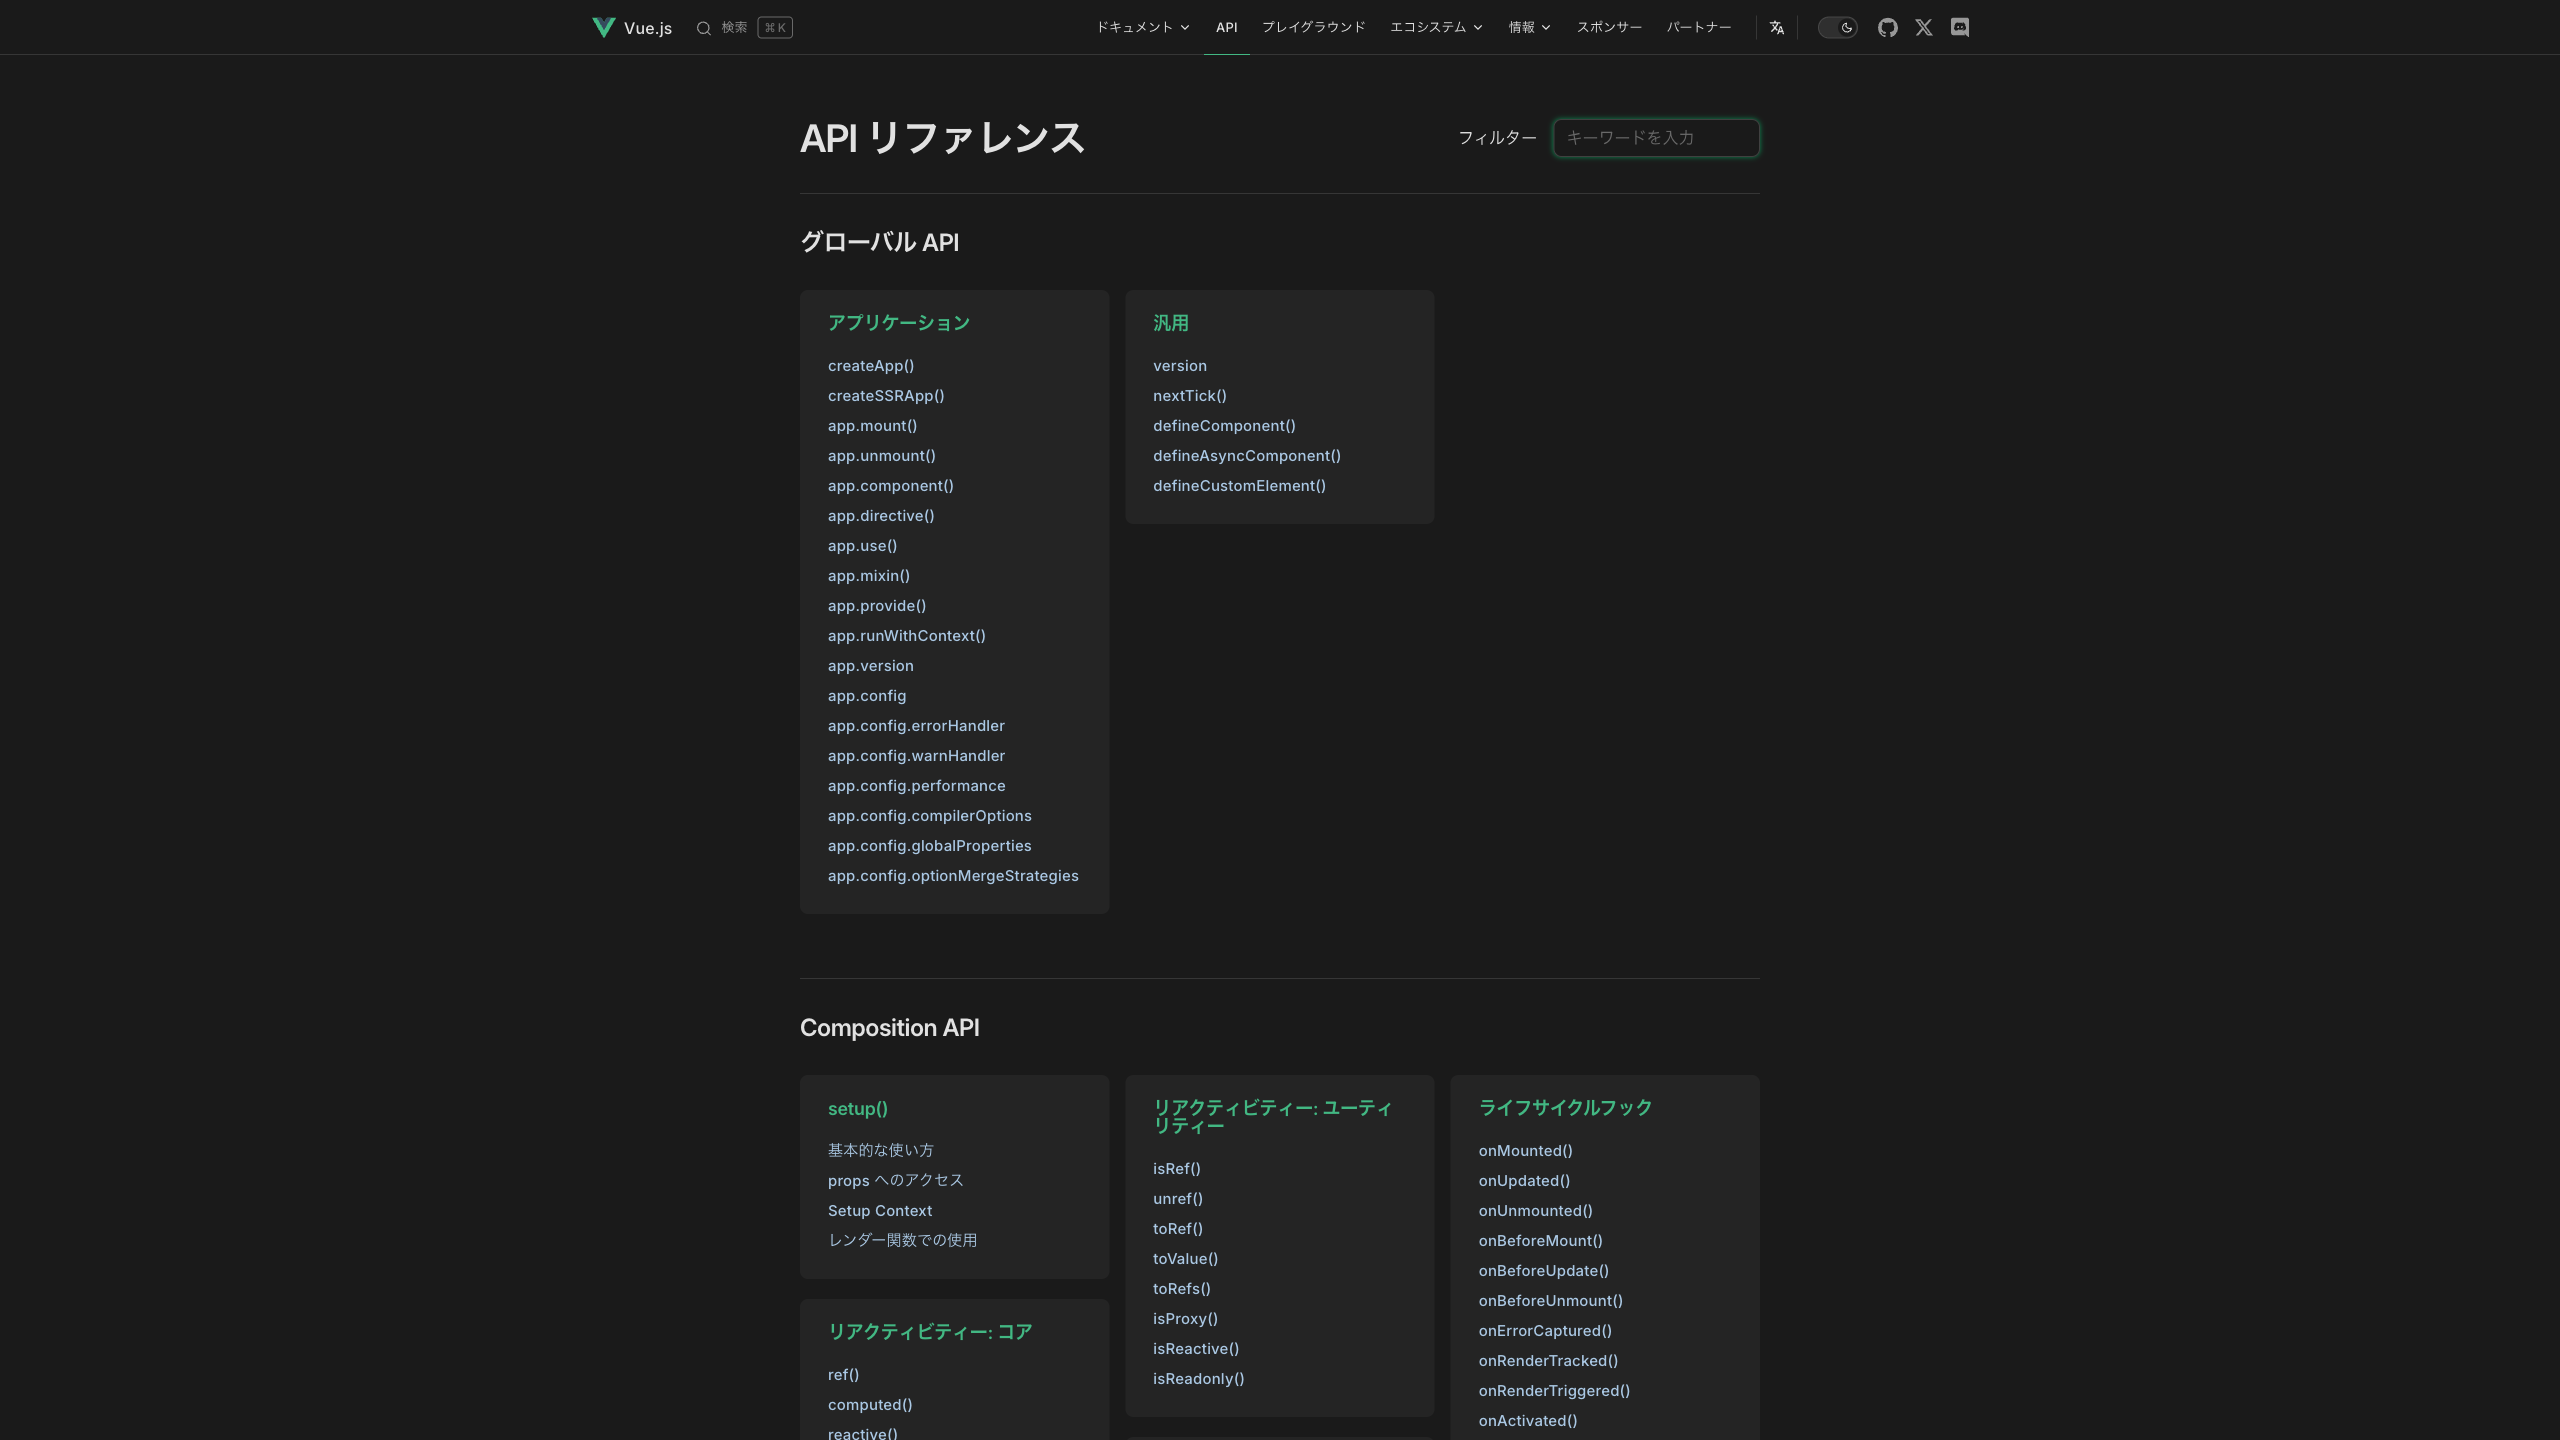 Vue.js
検索
⌘ K
ドキュメント
API
プレイグラウンド
エコシステム
情報
スポンサー
パートナー
API リファレンス
フィルター
キーワードを入力
グローバル API
アプリケーション
createApp()
createSSRApp()
app.mount()
app.unmount()
app.component()
app.directive()
app.use()
app.mixin()
app.provide()
app.runWithContext()
app.version
app.config
app.config.errorHandler
app.config.warnHandler
app.config.performance
app.config.compilerOptions
app.config.globalProperties
app.config.optionMergeStrategies
汎用
version
nextTick()
defineComponent()
defineAsyncComponent()
defineCustomElement()
Composition API
setup()
基本的な使い方
props へのアクセス
Setup Context
レンダー関数での使用
リアクティビティー: コア
ref()
computed()
reactive()
リアクティビティー: ユーティ
リティー
isRef()
unref()
toRef()
toValue()
toRefs()
isProxy()
isReactive()
isReadonly()
ライフサイクルフック
onMounted()
onUpdated()
onUnmounted()
onBeforeMount()
onBeforeUpdate()
onBeforeUnmount()
onErrorCaptured()
onRenderTracked()
onRenderTriggered()
onActivated()